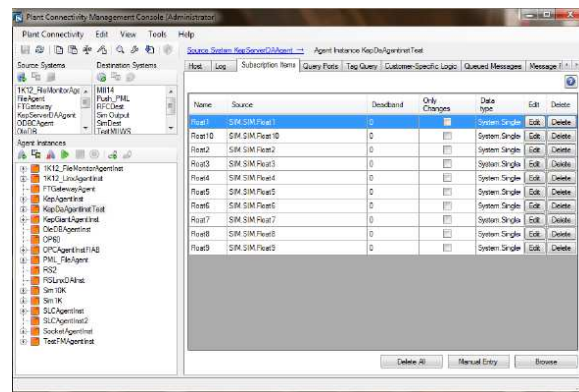 Plant Connectivity Management Console (Administrator)
Plant Connectivity Edit View Tools Help
Source System KepServerDAAgent → Agent Instance KepDaAgentInstTest
Source Systems
Destination Systems
Host Log Subscription Items Query Ports Tag Query Customer-Specific Logic Queued Messages Message
1K12_FileMonitorAge
FileAgent
FTGateway
KepServerDAAgent
ODBCAgent
OleDB
MII14
Push_PML
RFCDest
Sim Output
SimDest
TestMIIWS
Agent Instances
1K12_FileMonitorAgentInst
1K12_LinxAgentInst
FTGatewayAgent
KepAgentInst
KepDaAgentInstTest
KepGiantAgentInst
OleDBAgentInst
OP60
OPCAgentInstFIAB
PML_FileAgent
RS2
RSLinxDAInst
Sim10K
Sim1K
SLCAgentInst
SLCAgentInst2
SocketAgentInst
TestFMAgentInst
Name Source Deadband Only Changes Data type Edit Delete
Float1 SIM.SIM.Float1 0 System.Single Edit Delete
Float10 SIM.SIM.Float10 0 System.Single Edit Delete
Float2 SIM.SIM.Float2 0 System.Single Edit Delete
Float3 SIM.SIM.Float3 0 System.Single Edit Delete
Float4 SIM.SIM.Float4 0 System.Single Edit Delete
Float5 SIM.SIM.Float5 0 System.Single Edit Delete
Float6 SIM.SIM.Float6 0 System.Single Edit Delete
Float7 SIM.SIM.Float7 0 System.Single Edit Delete
Float8 SIM.SIM.Float8 0 System.Single Edit Delete
Float9 SIM.SIM.Float9 0 System.Single Edit Delete
Delete All Manual Entry Browse